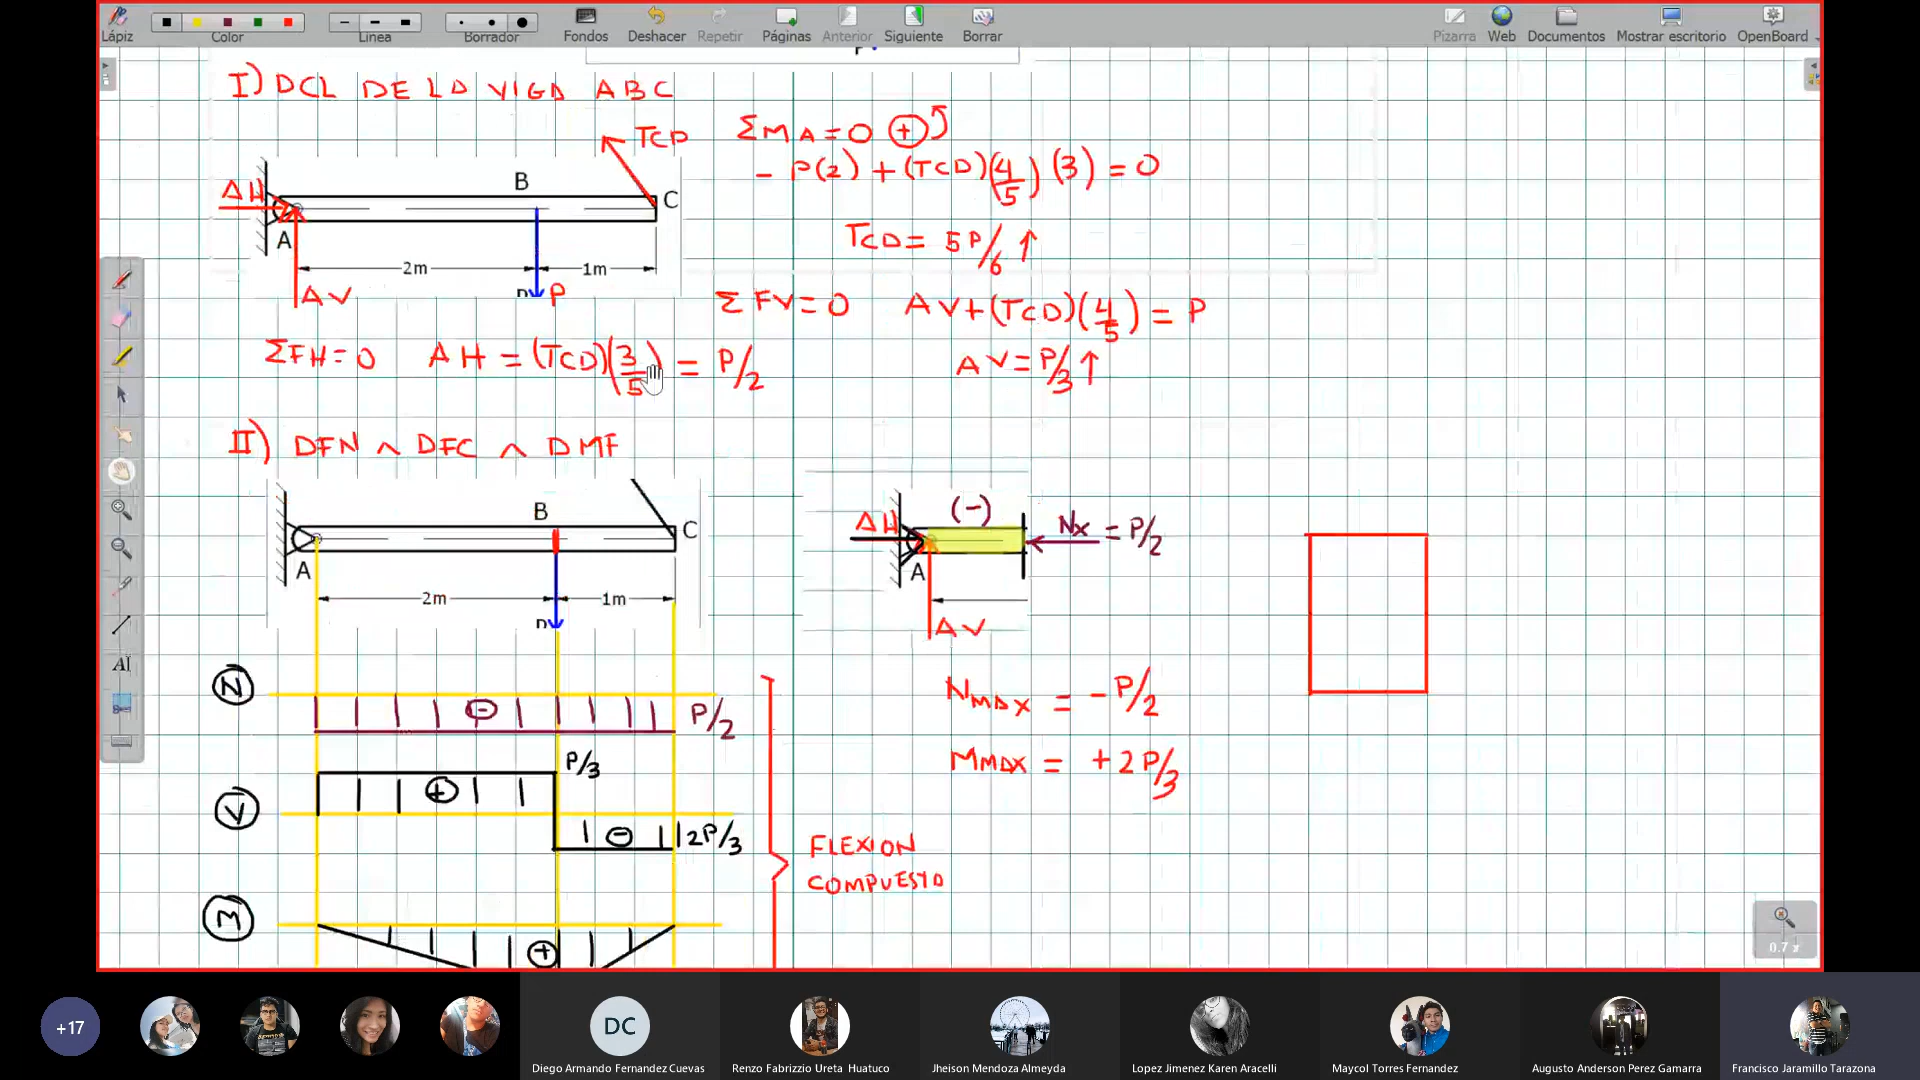 Lápiz
Color
Línea
Borrador
Fondos
Deshacer
Repetir
Páginas
Anterior
Siguiente
Borrar
Pizarra
Web
Documentos
Mostrar escritorio
OpenBoard
I) DCL DE LA VIGA ABC
TCD
AH
B
C
A
2m
1m
AV
P
ΣMA=0 (+)
- P(2) + (TCD)(4/5)(3) = 0
TCD = 5P/6 ↑
ΣFV=0 AV+(TCD)(4/5) = P
AV = P/3 ↑
ΣFH=0 AH = (TCD)(3/5) = P/2
II) DFN ∧ DFC ∧ DMF
B
C
A
2m
1m
(-)
AH
Nx = P/2
A
AV
N
-
P/2
P/3
V
+
-
2P/3
M
+
NMAX = -P/2
MMAX = +2P/3
FLEXION
COMPUESTA
AI
0.7 x
+17
DC
Diego Armando Fernandez Cuevas
Renzo Fabrizzio Ureta Huatuco
Jheison Mendoza Almeyda
Lopez Jimenez Karen Aracelli
Maycol Torres Fernandez
Augusto Anderson Perez Gamarra
Francisco Jaramillo Tarazona